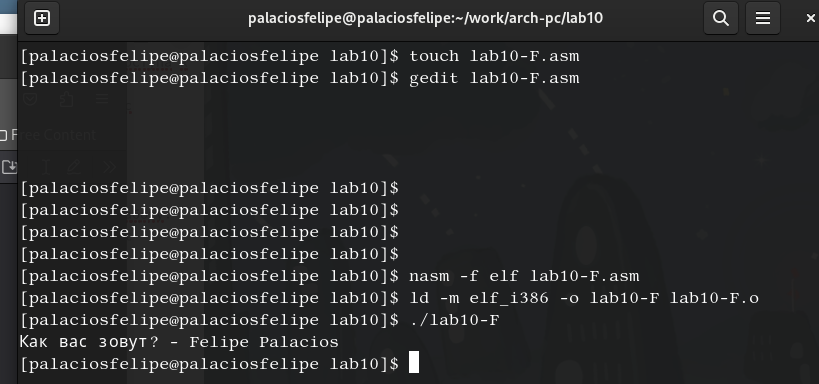 palaciosfelipe@palaciosfelipe:~/work/arch-pc/lab10
[palaciosfelipe@palaciosfelipe lab10]$ touch lab10-F.asm
[palaciosfelipe@palaciosfelipe lab10]$ gedit lab10-F.asm
Free Content
[palaciosfelipe@palaciosfelipe lab10]$
[palaciosfelipe@palaciosfelipe lab10]$
[palaciosfelipe@palaciosfelipe lab10]$
[palaciosfelipe@palaciosfelipe lab10]$
[palaciosfelipe@palaciosfelipe lab10]$ nasm -f elf lab10-F.asm
[palaciosfelipe@palaciosfelipe lab10]$ ld -m elf_i386 -o lab10-F lab10-F.o
[palaciosfelipe@palaciosfelipe lab10]$ ./lab10-F
Как вас зовут? - Felipe Palacios
[palaciosfelipe@palaciosfelipe lab10]$